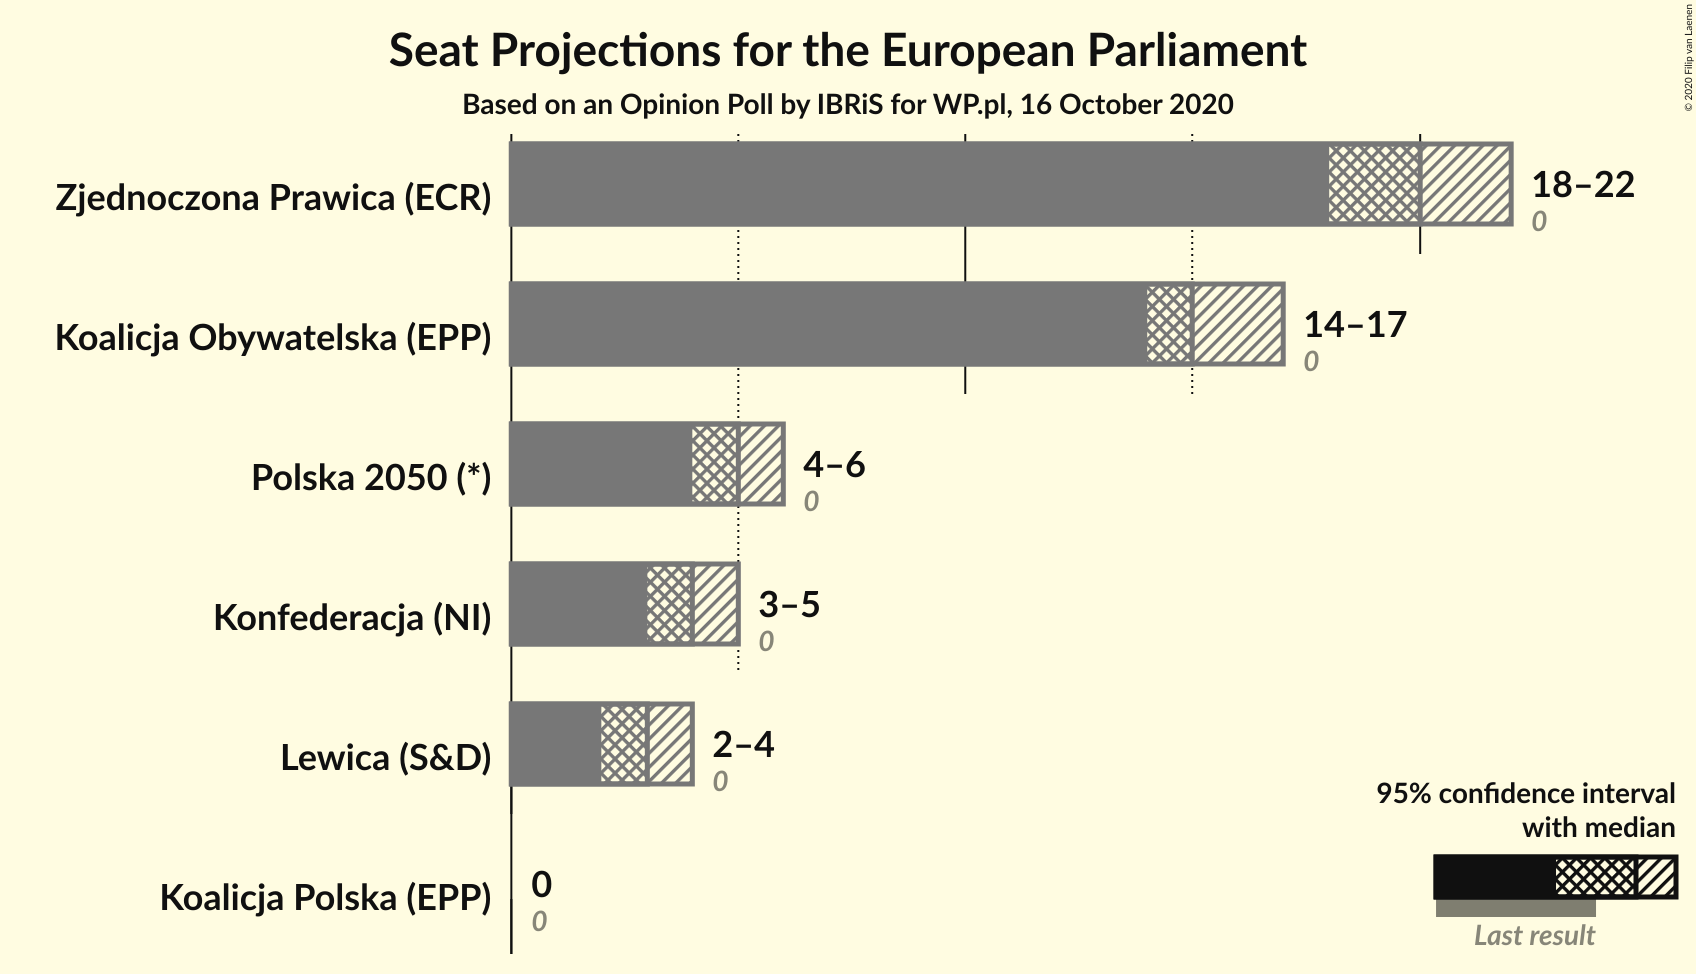 Seat Projections for the European Parliament
Based on an Opinion Poll by IBRiS for WP.pl, 16 October 2020
© 2020 Filip van Laenen
Zjednoczona Prawica (ECR)
18–22
0
Koalicja Obywatelska (EPP)
14–17
0
Polska 2050 (*)
4–6
0
Konfederacja (NI)
3–5
0
Lewica (S&D)
2–4
0
Koalicja Polska (EPP)
0
0
95% confidence interval
with median
Last result